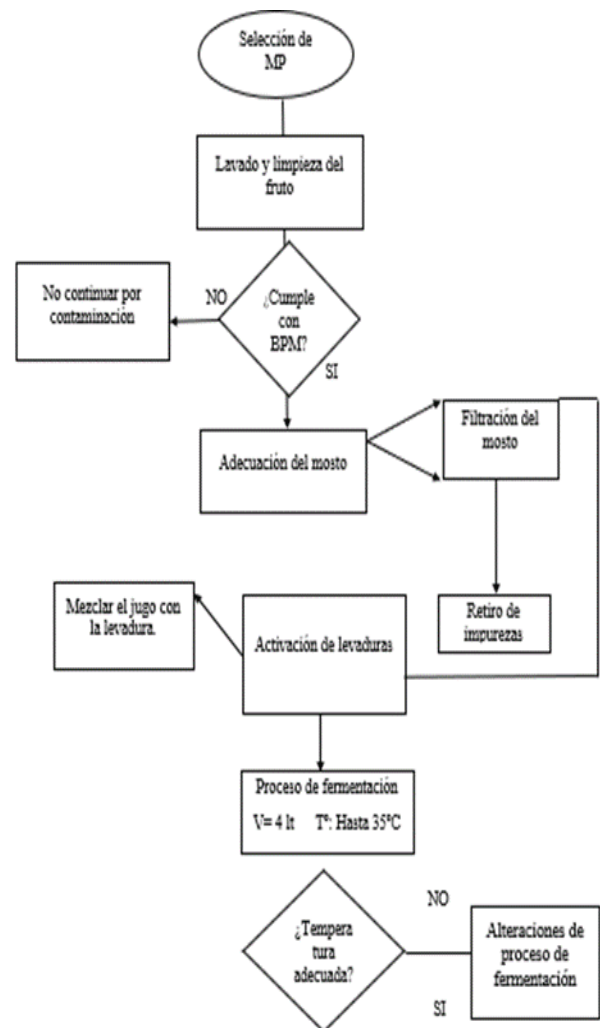 Selección de
MP
Lavado y limpieza del
fruto
No continuar por
contaminación
NO
¿Cumple
con
BPM?
SI
Adecuación del mosto
Filtración del
mosto
Retiro de
impurezas
Mezclar el jugo con
la levadura.
Activación de levaduras
Proceso de fermentación
V= 4 lt T°: Hasta 35°C
¿Tempera
tura
adecuada?
NO
Alteraciones de
proceso de
fermentación
SI